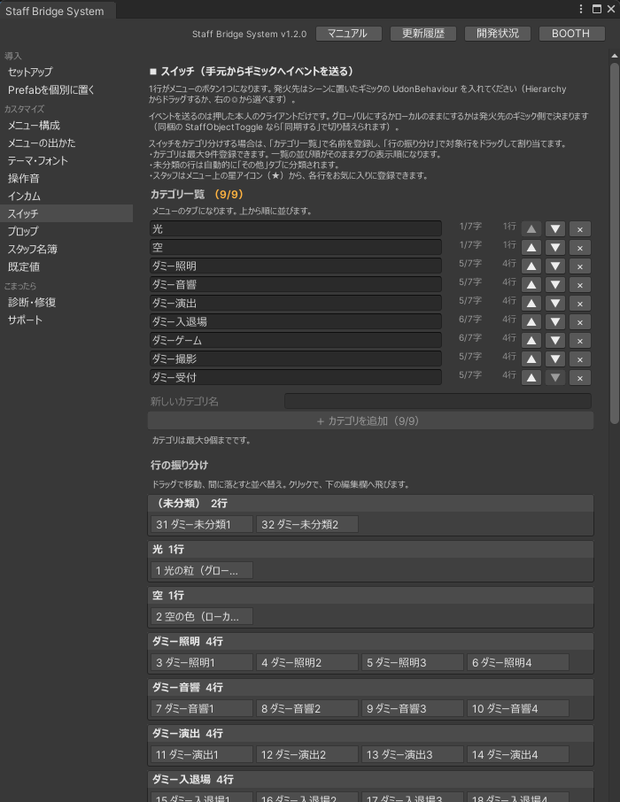 Staff Bridge System
Staff Bridge System v1.2.0 マニュアル 更新履歴 開発状況 BOOTH
導入
セットアップ
Prefabを個別に置く
カスタマイズ
メニュー構成
メニューの出かた
テーマ・フォント
操作音
インカム
スイッチ
プロップ
スタッフ名簿
既定値
こまったら
診断・修復
サポート
■ スイッチ（手元からギミックへイベントを送る）
1行がメニューのボタン1つになります。発火先はシーンに置いたギミックの UdonBehaviour を入れてください（Hierarchy
からドラッグするか、右の⊙から選べます）。
イベントを送るのは押した本人のクライアントだけです。グローバルにするかローカルのままにするかは発火先のギミック側で決まります
（同梱の StaffObjectToggle なら「同期する」で切り替えられます）。
スイッチをカテゴリ分けする場合は、「カテゴリ一覧」で名前を登録し、「行の振り分け」で対象行をドラッグして割り当てます。
・カテゴリは最大9件登録できます。一覧の並び順がそのままタブの表示順になります。
・未分類の行は自動的に「その他」タブに分類されます。
・スタッフはメニュー上の星アイコン（★）から、各行をお気に入りに登録できます。
カテゴリ一覧 （9/9）
メニューのタブになります。上から順に並びます。
光 1/7字 1行 ▲ ▼ ×
空 1/7字 1行 ▲ ▼ ×
ダミー照明 5/7字 4行 ▲ ▼ ×
ダミー音響 5/7字 4行 ▲ ▼ ×
ダミー演出 5/7字 4行 ▲ ▼ ×
ダミー入退場 6/7字 4行 ▲ ▼ ×
ダミーゲーム 6/7字 4行 ▲ ▼ ×
ダミー撮影 5/7字 4行 ▲ ▼ ×
ダミー受付 5/7字 4行 ▲ ▼ ×
新しいカテゴリ名
＋ カテゴリを追加（9/9）
カテゴリは最大9個までです。
行の振り分け
ドラッグで移動、間に落とすと並べ替え。クリックで、下の編集欄へ飛びます。
（未分類） 2行
31 ダミー未分類1 32 ダミー未分類2
光 1行
1 光の粒（グロー...
空 1行
2 空の色（ローカ...
ダミー照明 4行
3 ダミー照明1 4 ダミー照明2 5 ダミー照明3 6 ダミー照明4
ダミー音響 4行
7 ダミー音響1 8 ダミー音響2 9 ダミー音響3 10 ダミー音響4
ダミー演出 4行
11 ダミー演出1 12 ダミー演出2 13 ダミー演出3 14 ダミー演出4
ダミー入退場 4行
15 ダミー入退場1 16 ダミー入退場2 17 ダミー入退場3 18 ダミー入退場4